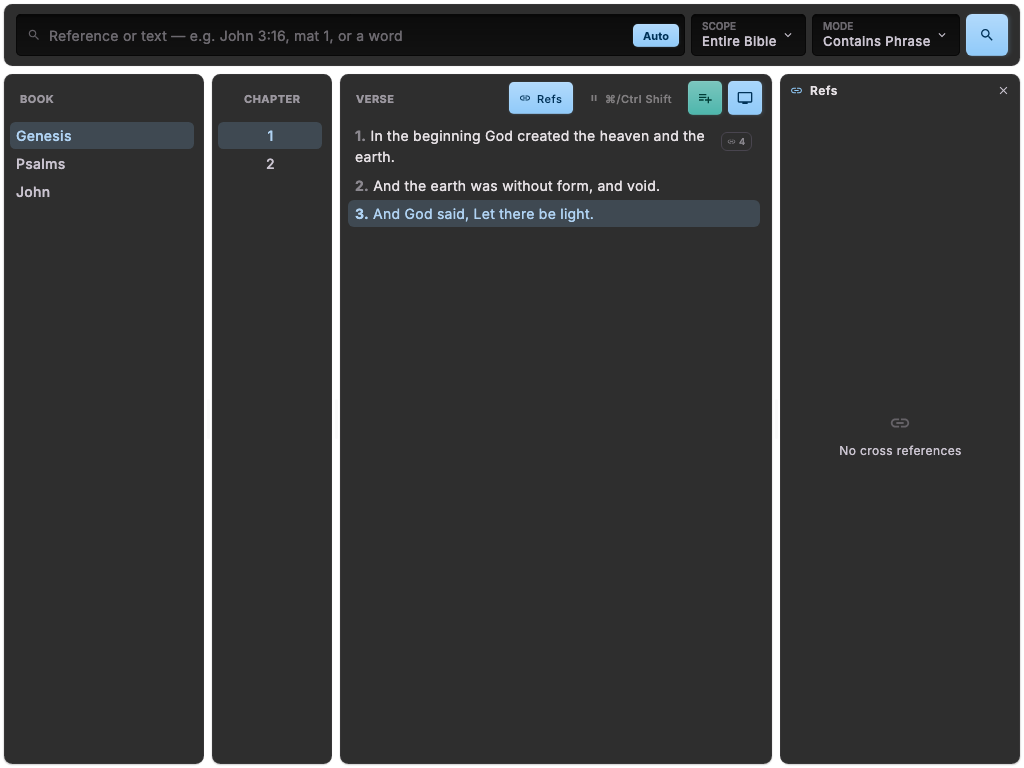 Reference or text — e.g. John 3:16, mat 1, or a word
Auto
SCOPE
Entire Bible
MODE
Contains Phrase
BOOK
Genesis
Psalms
John
CHAPTER
1
2
VERSE
Refs
⌘/Ctrl Shift
1. In the beginning God created the heaven and the
earth.
4
2. And the earth was without form, and void.
3. And God said, Let there be light.
Refs
No cross references